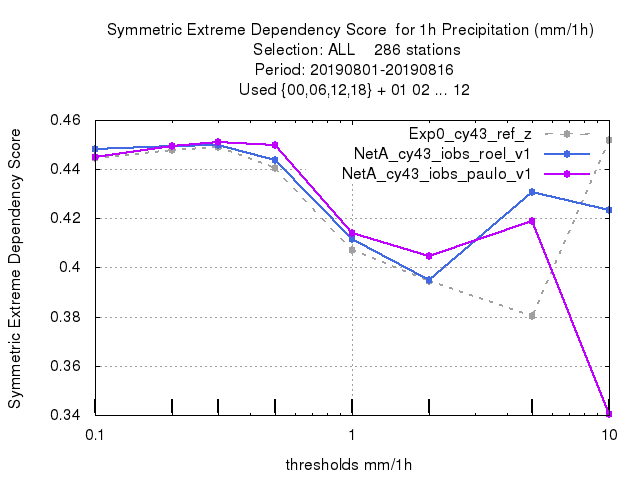 Symmetric Extreme Dependency Score for 1h Precipitation (mm/1h)
Selection: ALL 286 stations
Period: 20190801-20190816
Used {00,06,12,18} + 01 02 ... 12
Symmetric Extreme Dependency Score
0.46
0.44
0.42
0.4
0.38
0.36
0.34
Exp0_cy43_ref_z
NetA_cy43_iobs_roel_v1
NetA_cy43_iobs_paulo_v1
0.1
1
10
thresholds mm/1h